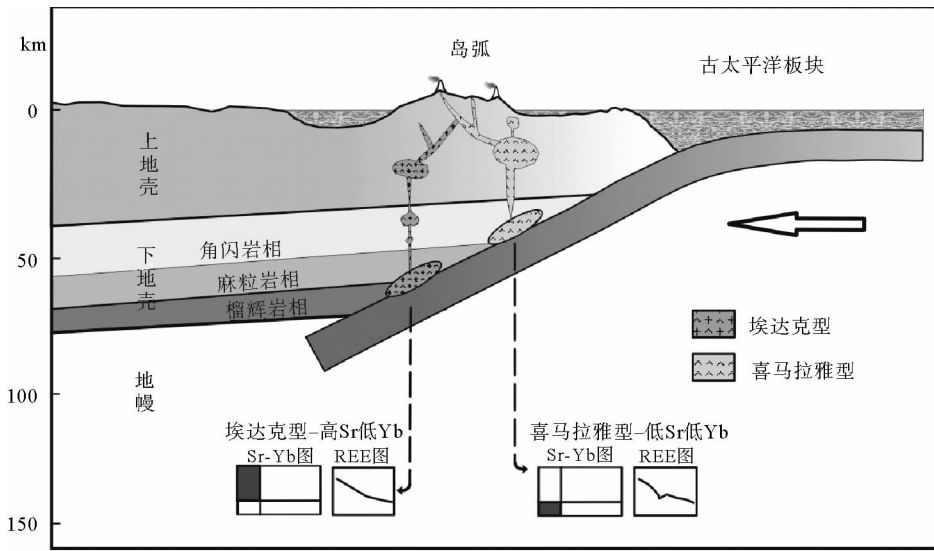 km
岛弧
古太平洋板块
0
上地壳
50
下地壳
角闪岩相
麻粒岩相
榴辉岩相
埃达克型
喜马拉雅型
地幔
100
埃达克型–高Sr低Yb
Sr-Yb图
REE图
喜马拉雅型–低Sr低Yb
Sr-Yb图
REE图
150